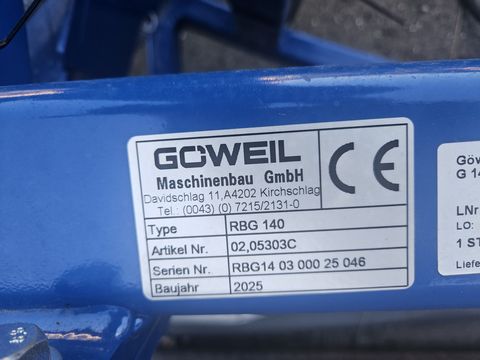 GÖWEIL
Maschinenbau GmbH
Davidschlag 11,A4202 Kirchschlag
Tel.: (0043) (0) 7215/2131-0
CE
Type RBG 140
Artikel Nr. 02,05303C
Serien Nr. RBG14 03 000 25 046
Baujahr 2025
Göw
G 14
LNr
LO:
1 ST
Liefe